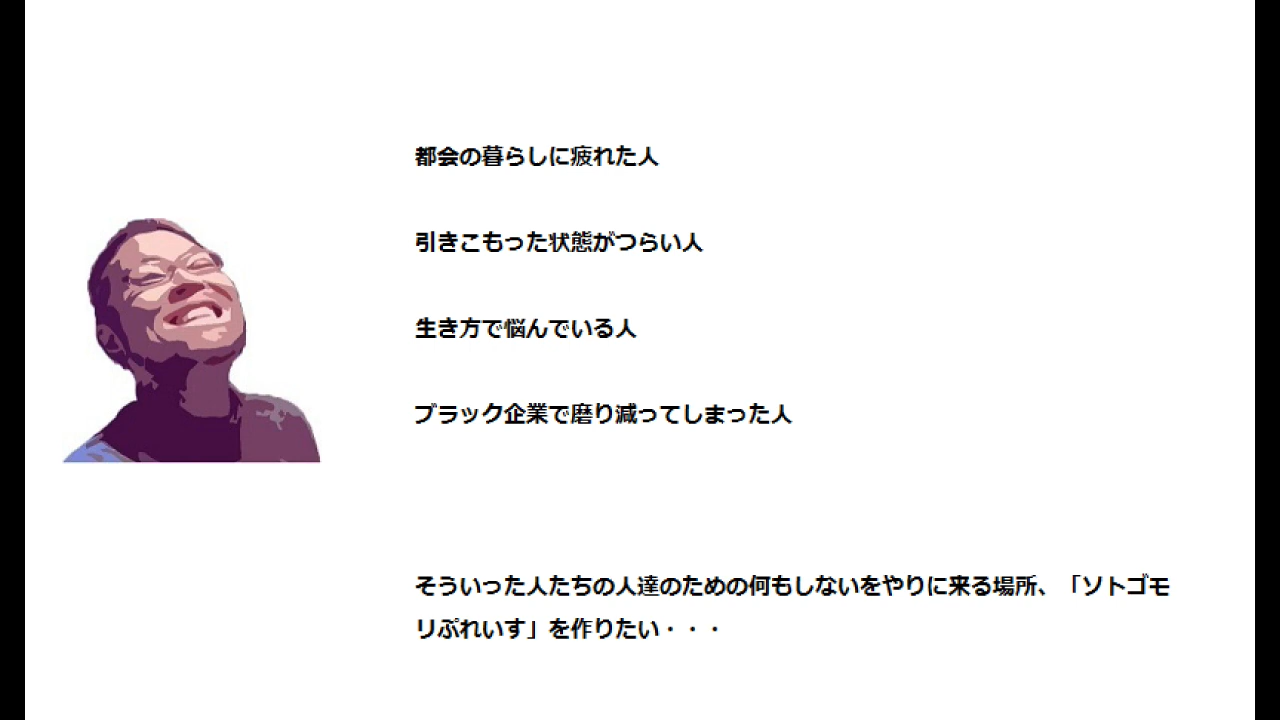 都会の暮らしに疲れた人
引きこもった状態がつらい人
生き方で悩んでいる人
ブラック企業で磨り減ってしまった人
そういった人たちの人達のための何もしないをやりに来る場所、「ソトゴモ
リぷれいす」を作りたい・・・